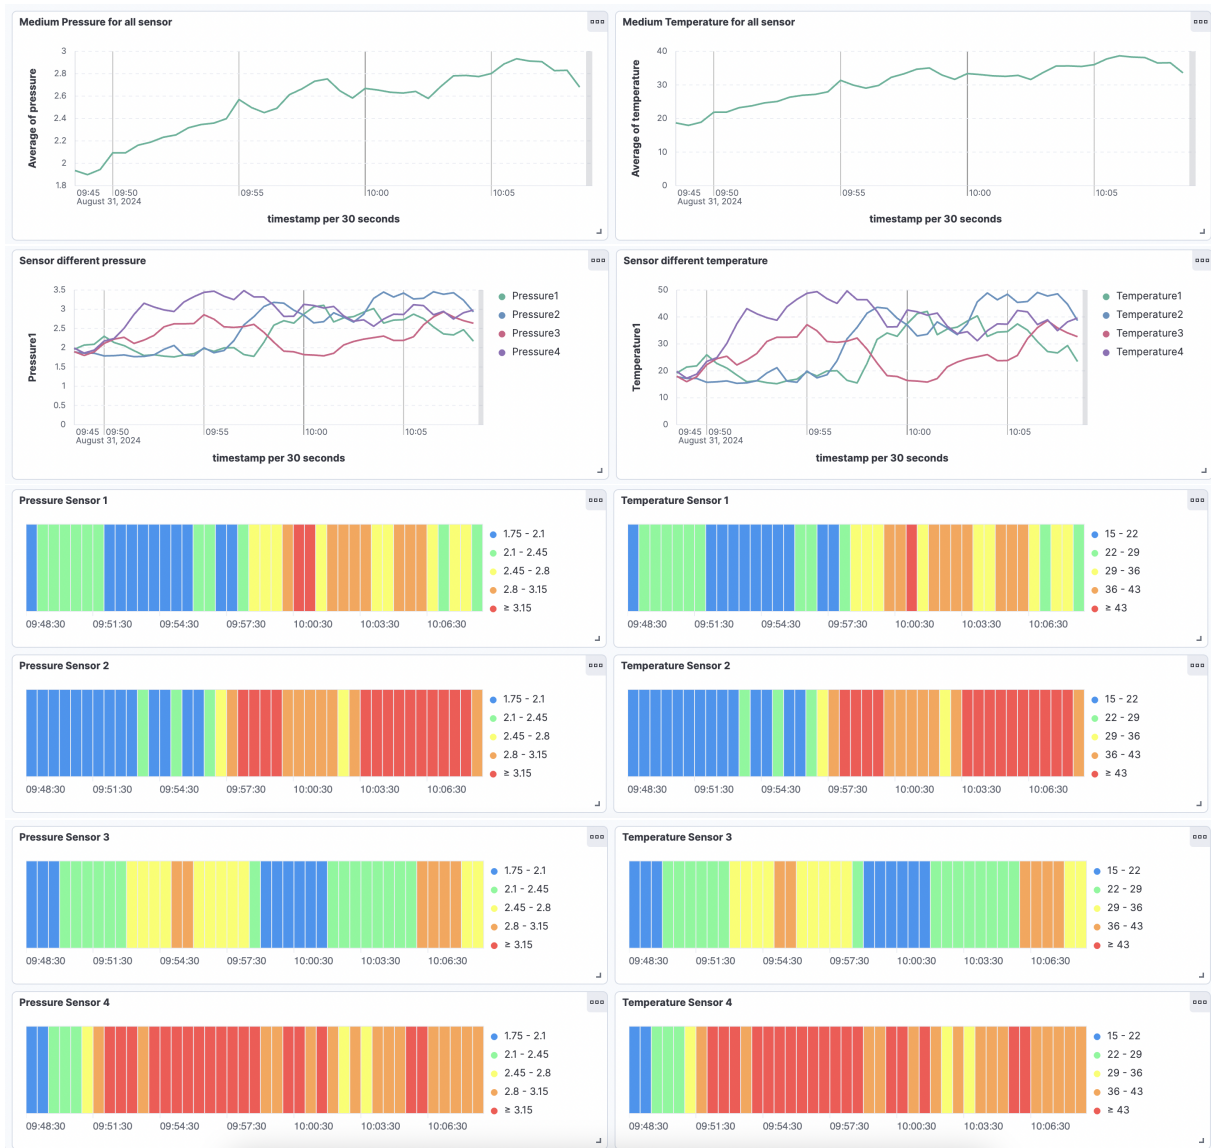 Medium Pressure for all sensor
Average of pressure
3
2.8
2.6
2.4
2.2
2
1.8
09:45 09:50 09:55 10:00 10:05
August 31, 2024
timestamp per 30 seconds
Medium Temperature for all sensor
Average of temperature
40
30
20
10
0
09:45 09:50 09:55 10:00 10:05
August 31, 2024
timestamp per 30 seconds
Sensor different pressure
Pressure1
3.5
3
2.5
2
1.5
1
0.5
0
09:45 09:50 09:55 10:00 10:05
August 31, 2024
timestamp per 30 seconds
Pressure1
Pressure2
Pressure3
Pressure4
Sensor different temperature
Temperature1
50
40
30
20
10
0
09:45 09:50 09:55 10:00 10:05
August 31, 2024
timestamp per 30 seconds
Temperature1
Temperature2
Temperature3
Temperature4
Pressure Sensor 1
1.75 - 2.1
2.1 - 2.45
2.45 - 2.8
2.8 - 3.15
≥ 3.15
09:48:30 09:51:30 09:54:30 09:57:30 10:00:30 10:03:30 10:06:30
Temperature Sensor 1
15 - 22
22 - 29
29 - 36
36 - 43
≥ 43
09:48:30 09:51:30 09:54:30 09:57:30 10:00:30 10:03:30 10:06:30
Pressure Sensor 2
1.75 - 2.1
2.1 - 2.45
2.45 - 2.8
2.8 - 3.15
≥ 3.15
09:48:30 09:51:30 09:54:30 09:57:30 10:00:30 10:03:30 10:06:30
Temperature Sensor 2
15 - 22
22 - 29
29 - 36
36 - 43
≥ 43
09:48:30 09:51:30 09:54:30 09:57:30 10:00:30 10:03:30 10:06:30
Pressure Sensor 3
1.75 - 2.1
2.1 - 2.45
2.45 - 2.8
2.8 - 3.15
≥ 3.15
09:48:30 09:51:30 09:54:30 09:57:30 10:00:30 10:03:30 10:06:30
Temperature Sensor 3
15 - 22
22 - 29
29 - 36
36 - 43
≥ 43
09:48:30 09:51:30 09:54:30 09:57:30 10:00:30 10:03:30 10:06:30
Pressure Sensor 4
1.75 - 2.1
2.1 - 2.45
2.45 - 2.8
2.8 - 3.15
≥ 3.15
09:48:30 09:51:30 09:54:30 09:57:30 10:00:30 10:03:30 10:06:30
Temperature Sensor 4
15 - 22
22 - 29
29 - 36
36 - 43
≥ 43
09:48:30 09:51:30 09:54:30 09:57:30 10:00:30 10:03:30 10:06:30